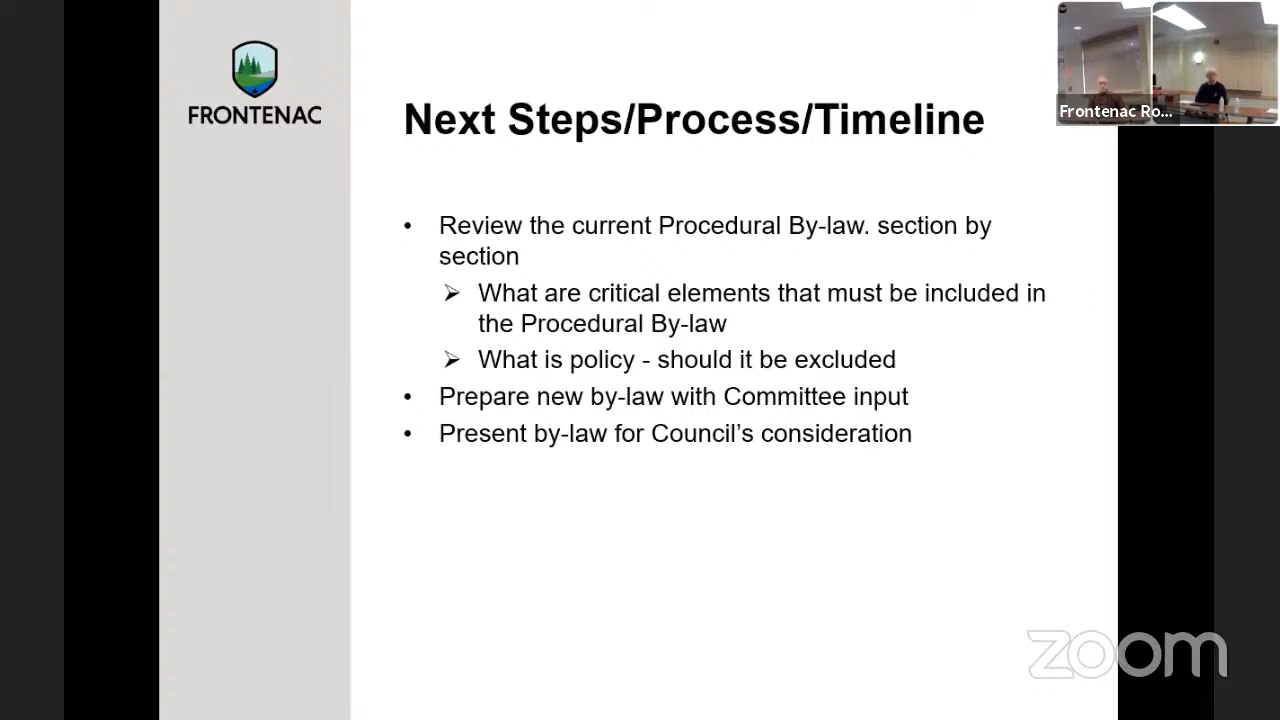 FRONTENAC
Next Steps/Process/Timeline
• Review the current Procedural By-law. section by
section
➢ What are critical elements that must be included in
the Procedural By-law
➢ What is policy - should it be excluded
• Prepare new by-law with Committee input
• Present by-law for Council’s consideration
Frontenac Ro...
zoom